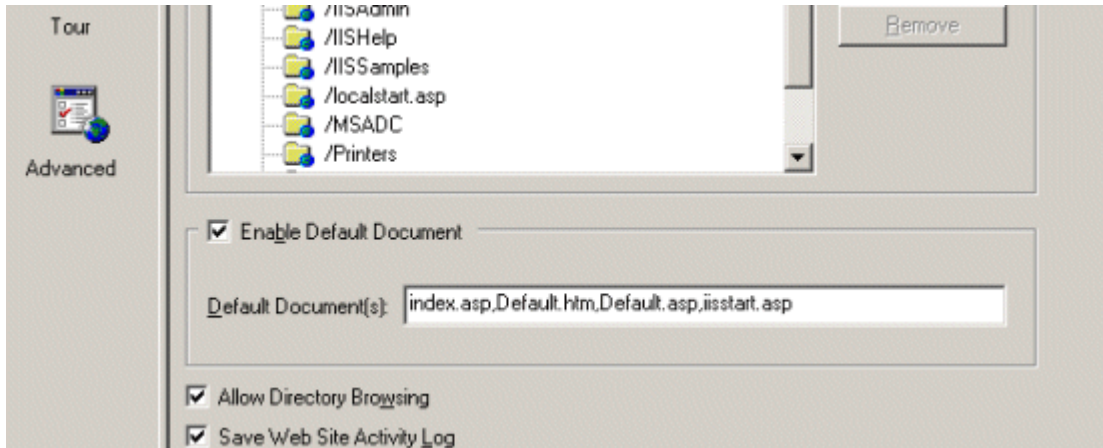 Tour
Advanced
/IISAdmin
/IISHelp
/IISSamples
/localstart.asp
/MSADC
/Printers
Remove
Enable Default Document
Default Document(s): index.asp,Default.htm,Default.asp,iisstart.asp
Allow Directory Browsing
Save Web Site Activity Log